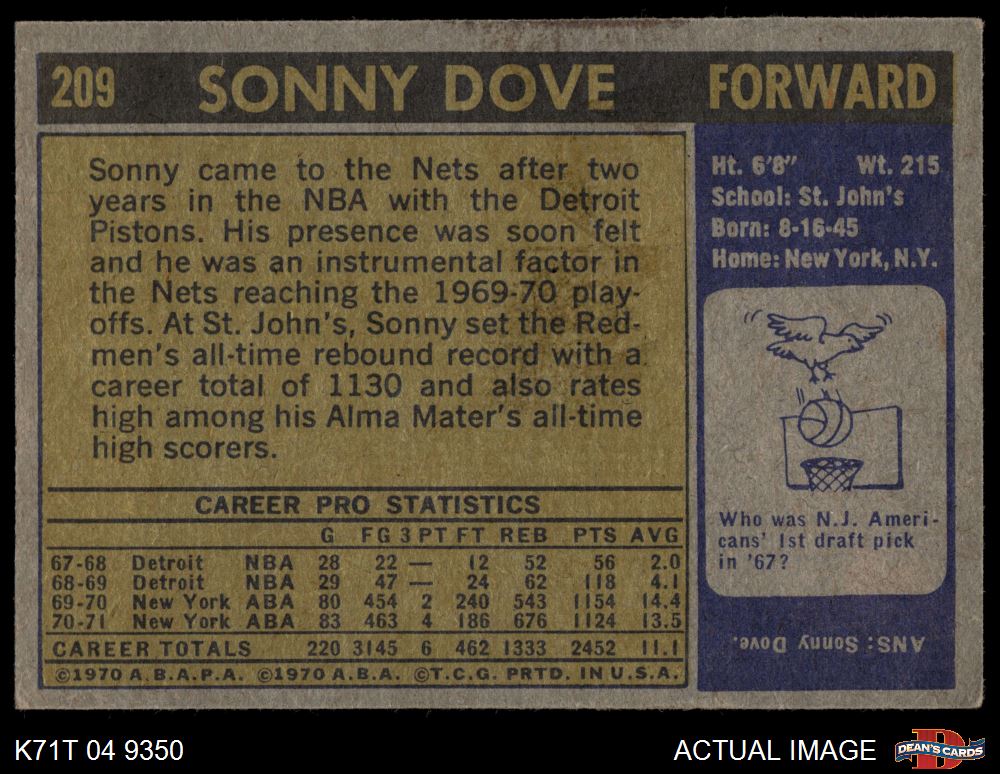 209 SONNY DOVE FORWARD
Sonny came to the Nets after two
years in the NBA with the Detroit
Pistons. His presence was soon felt
and he was an instrumental factor in
the Nets reaching the 1969-70 play-
offs. At St. John's, Sonny set the Red-
men's all-time rebound record with a
career total of 1130 and also rates
high among his Alma Mater's all-time
high scorers.
Ht. 6'8" Wt. 215
School: St. John's
Born: 8-16-45
Home: New York, N.Y.
Who was N.J. Ameri-
cans' 1st draft pick
in '67?
ANS: Sonny Dove.
CAREER PRO STATISTICS
G FG 3 PT FT REB PTS AVG
67-68 Detroit NBA 28 22 — 12 52 56 2.0
68-69 Detroit NBA 29 47 — 24 62 118 4.1
69-70 New York ABA 80 454 2 240 543 1154 14.4
70-71 New York ABA 83 463 4 186 676 1124 13.5
CAREER TOTALS 220 3145 6 462 1333 2452 11.1
©1970 A.B.A.P.A. ©1970 A.B.A. ©T.C.G. PRTD. IN U.S.A.
K71T 04 9350 ACTUAL IMAGE D DEAN'S CARDS